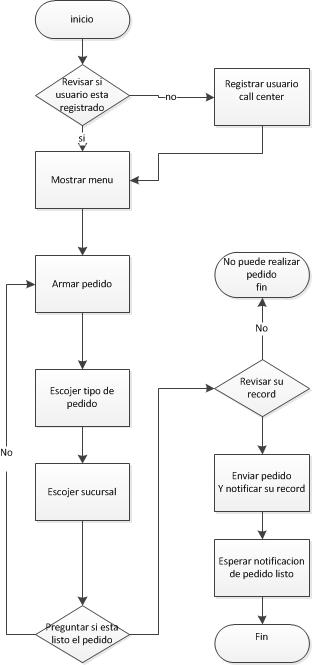 inicio
Revisar si
usuario esta
registrado
no
Registrar usuario
call center
si
Mostrar menu
Armar pedido
No puede realizar
pedido
fin
No
Escojer tipo de
pedido
Revisar su
record
No
Escojer sucursal
Enviar pedido
Y notificar su record
Esperar notificacion
de pedido listo
Preguntar si esta
listo el pedido
Fin